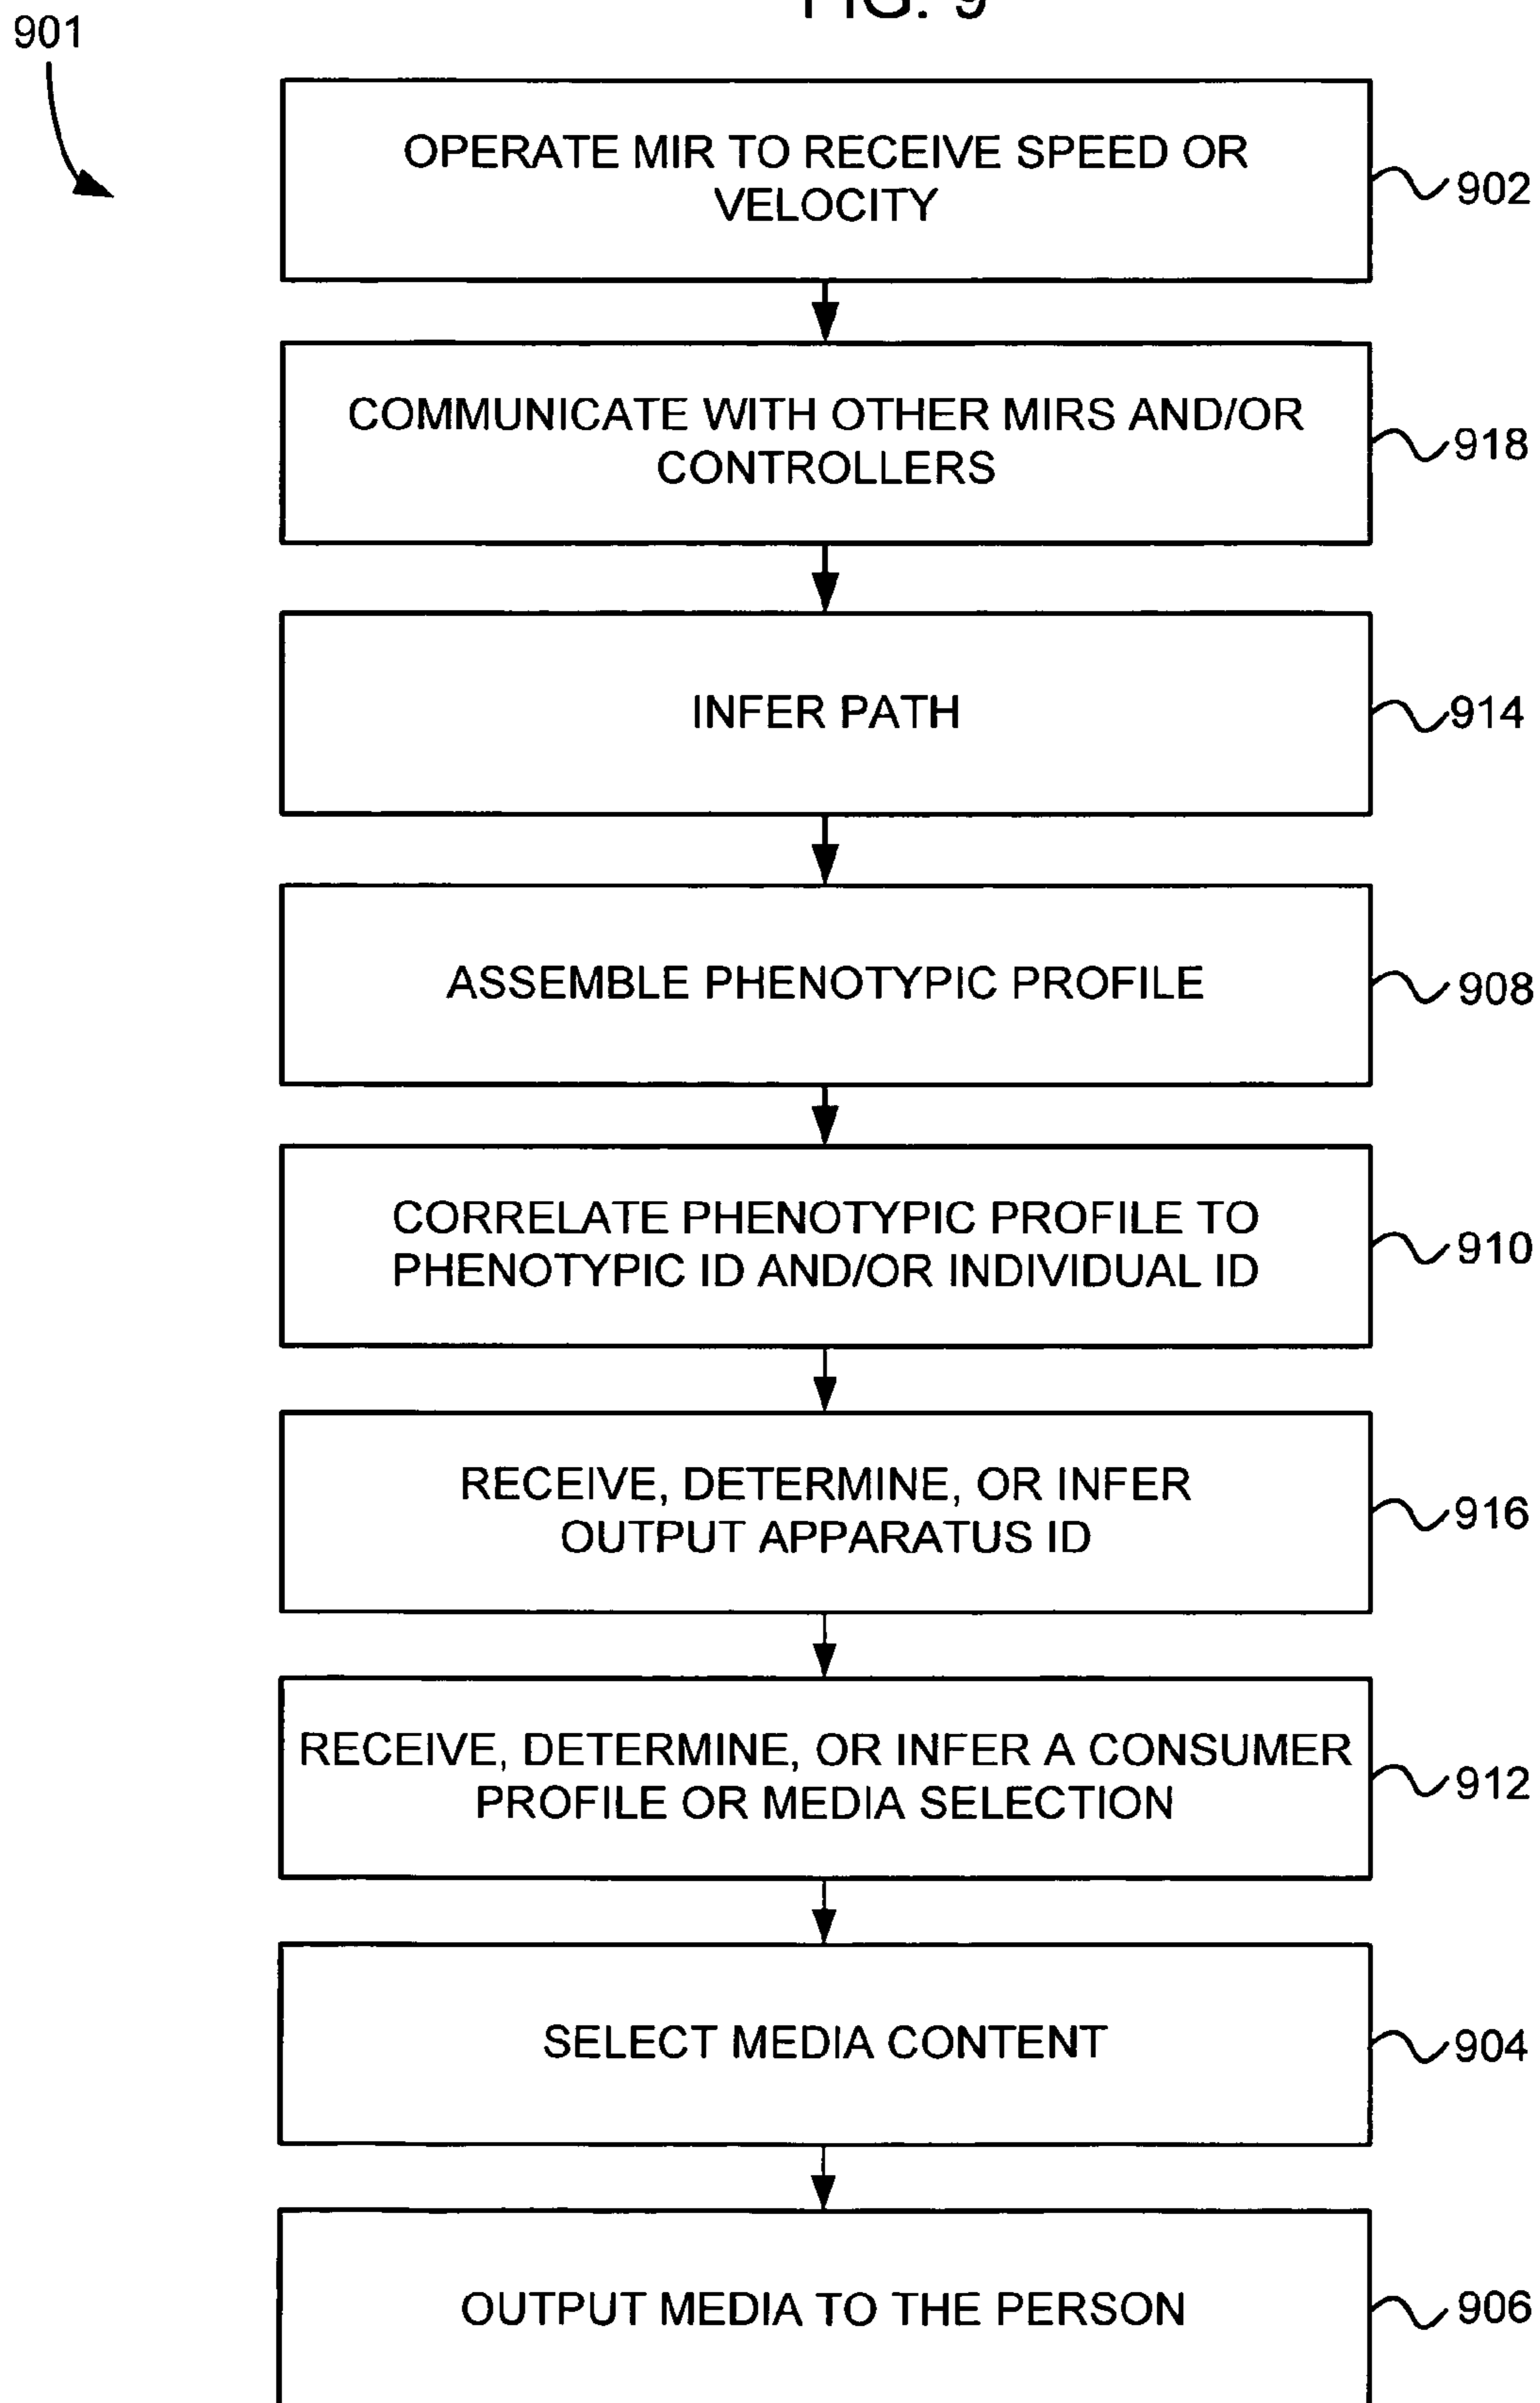 FIG. 9
901
OPERATE MIR TO RECEIVE SPEED OR
VELOCITY
902
COMMUNICATE WITH OTHER MIRS AND/OR
CONTROLLERS
918
INFER PATH
914
ASSEMBLE PHENOTYPIC PROFILE
908
CORRELATE PHENOTYPIC PROFILE TO
PHENOTYPIC ID AND/OR INDIVIDUAL ID
910
RECEIVE, DETERMINE, OR INFER
OUTPUT APPARATUS ID
916
RECEIVE, DETERMINE, OR INFER A CONSUMER
PROFILE OR MEDIA SELECTION
912
SELECT MEDIA CONTENT
904
OUTPUT MEDIA TO THE PERSON
906